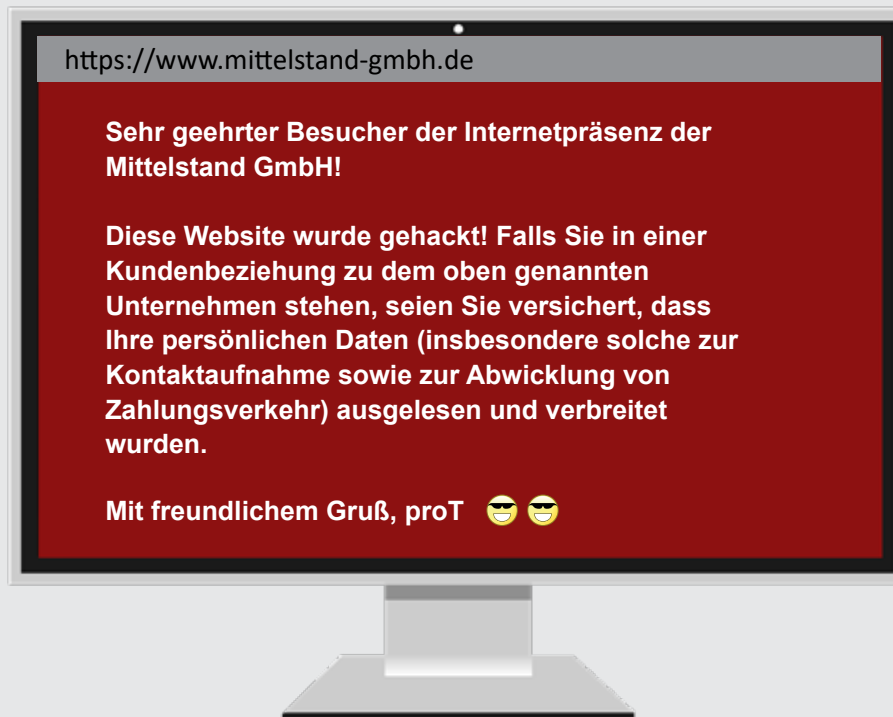 https://www.mittelstand-gmbh.de
Sehr geehrter Besucher der Internetpräsenz der
Mittelstand GmbH!
Diese Website wurde gehackt! Falls Sie in einer
Kundenbeziehung zu dem oben genannten
Unternehmen stehen, seien Sie versichert, dass
Ihre persönlichen Daten (insbesondere solche zur
Kontaktaufnahme sowie zur Abwicklung von
Zahlungsverkehr) ausgelesen und verbreitet
wurden.
Mit freundlichem Gruß, proT